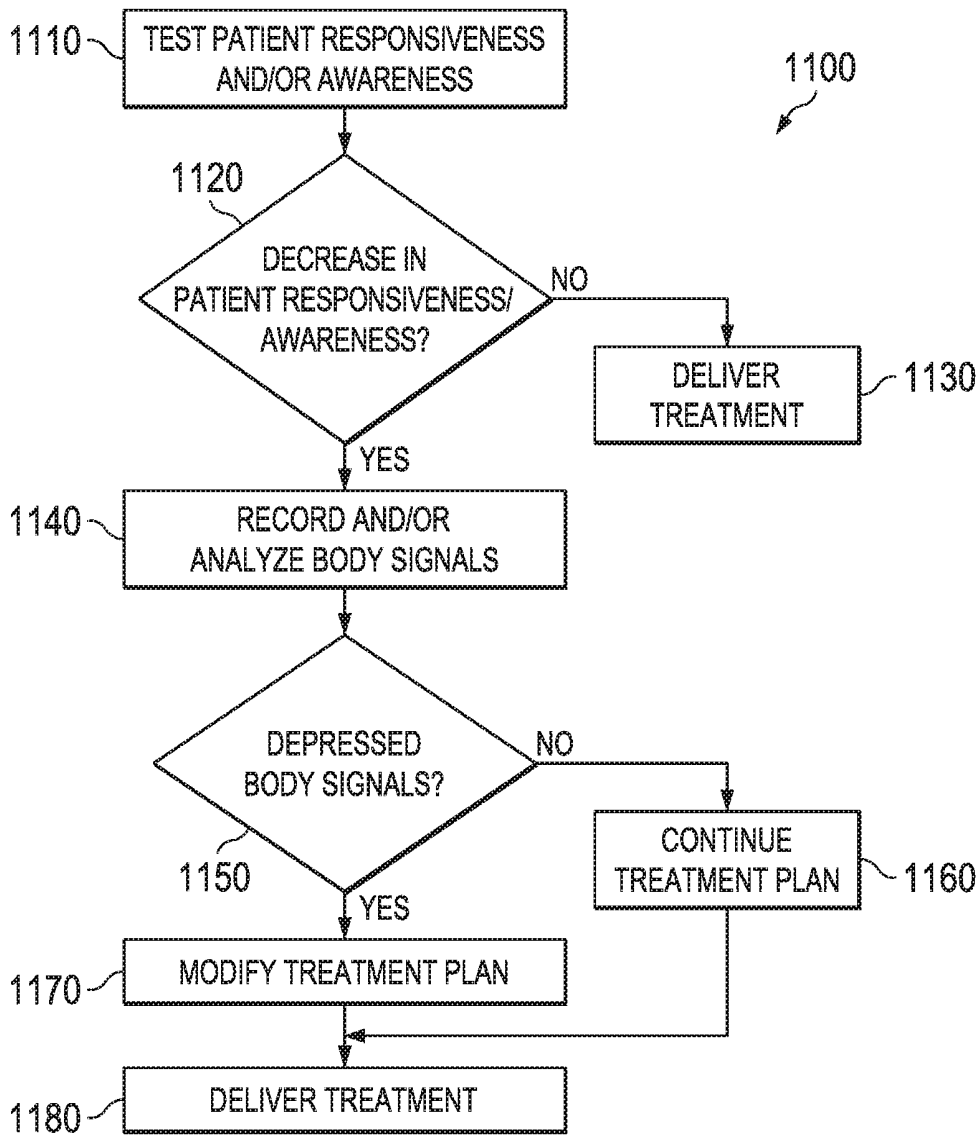 1110
TEST PATIENT RESPONSIVENESS
AND/OR AWARENESS
1100
1120
DECREASE IN
PATIENT RESPONSIVENESS/
AWARENESS?
NO
DELIVER
TREATMENT
1130
YES
1140
RECORD AND/OR
ANALYZE BODY SIGNALS
DEPRESSED
BODY SIGNALS?
NO
1150
CONTINUE
TREATMENT PLAN
1160
YES
1170
MODIFY TREATMENT PLAN
1180
DELIVER TREATMENT